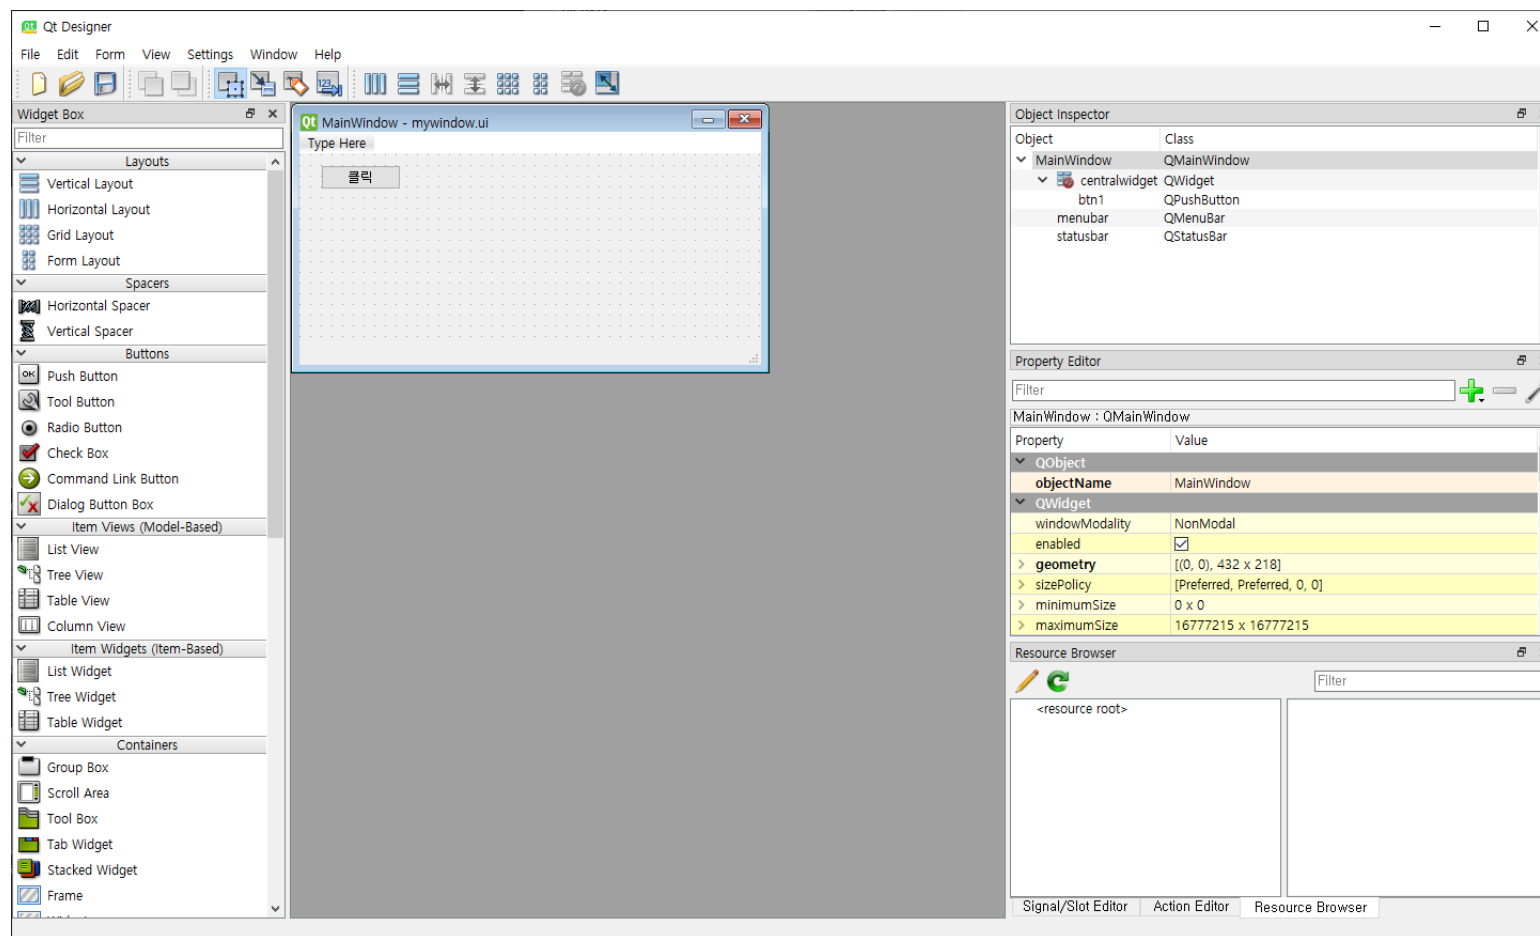 Qt Designer
File Edit Form View Settings Window Help
Widget Box
Filter
Layouts
Vertical Layout
Horizontal Layout
Grid Layout
Form Layout
Spacers
Horizontal Spacer
Vertical Spacer
Buttons
OK Push Button
Tool Button
Radio Button
Check Box
Command Link Button
Dialog Button Box
Item Views (Model-Based)
List View
Tree View
Table View
Column View
Item Widgets (Item-Based)
List Widget
Tree Widget
Table Widget
Containers
Group Box
Scroll Area
Tool Box
Tab Widget
Stacked Widget
Frame
Qt MainWindow - mywindow.ui
Type Here
클릭
Object Inspector
Object Class
MainWindow QMainWindow
centralwidget QWidget
btn1 QPushButton
menubar QMenuBar
statusbar QStatusBar
Property Editor
Filter
MainWindow : QMainWindow
Property Value
QObject
objectName MainWindow
QWidget
windowModality NonModal
enabled
geometry [(0, 0), 432 x 218]
sizePolicy [Preferred, Preferred, 0, 0]
minimumSize 0 x 0
maximumSize 16777215 x 16777215
Resource Browser
Filter
<resource root>
Signal/Slot Editor Action Editor Resource Browser